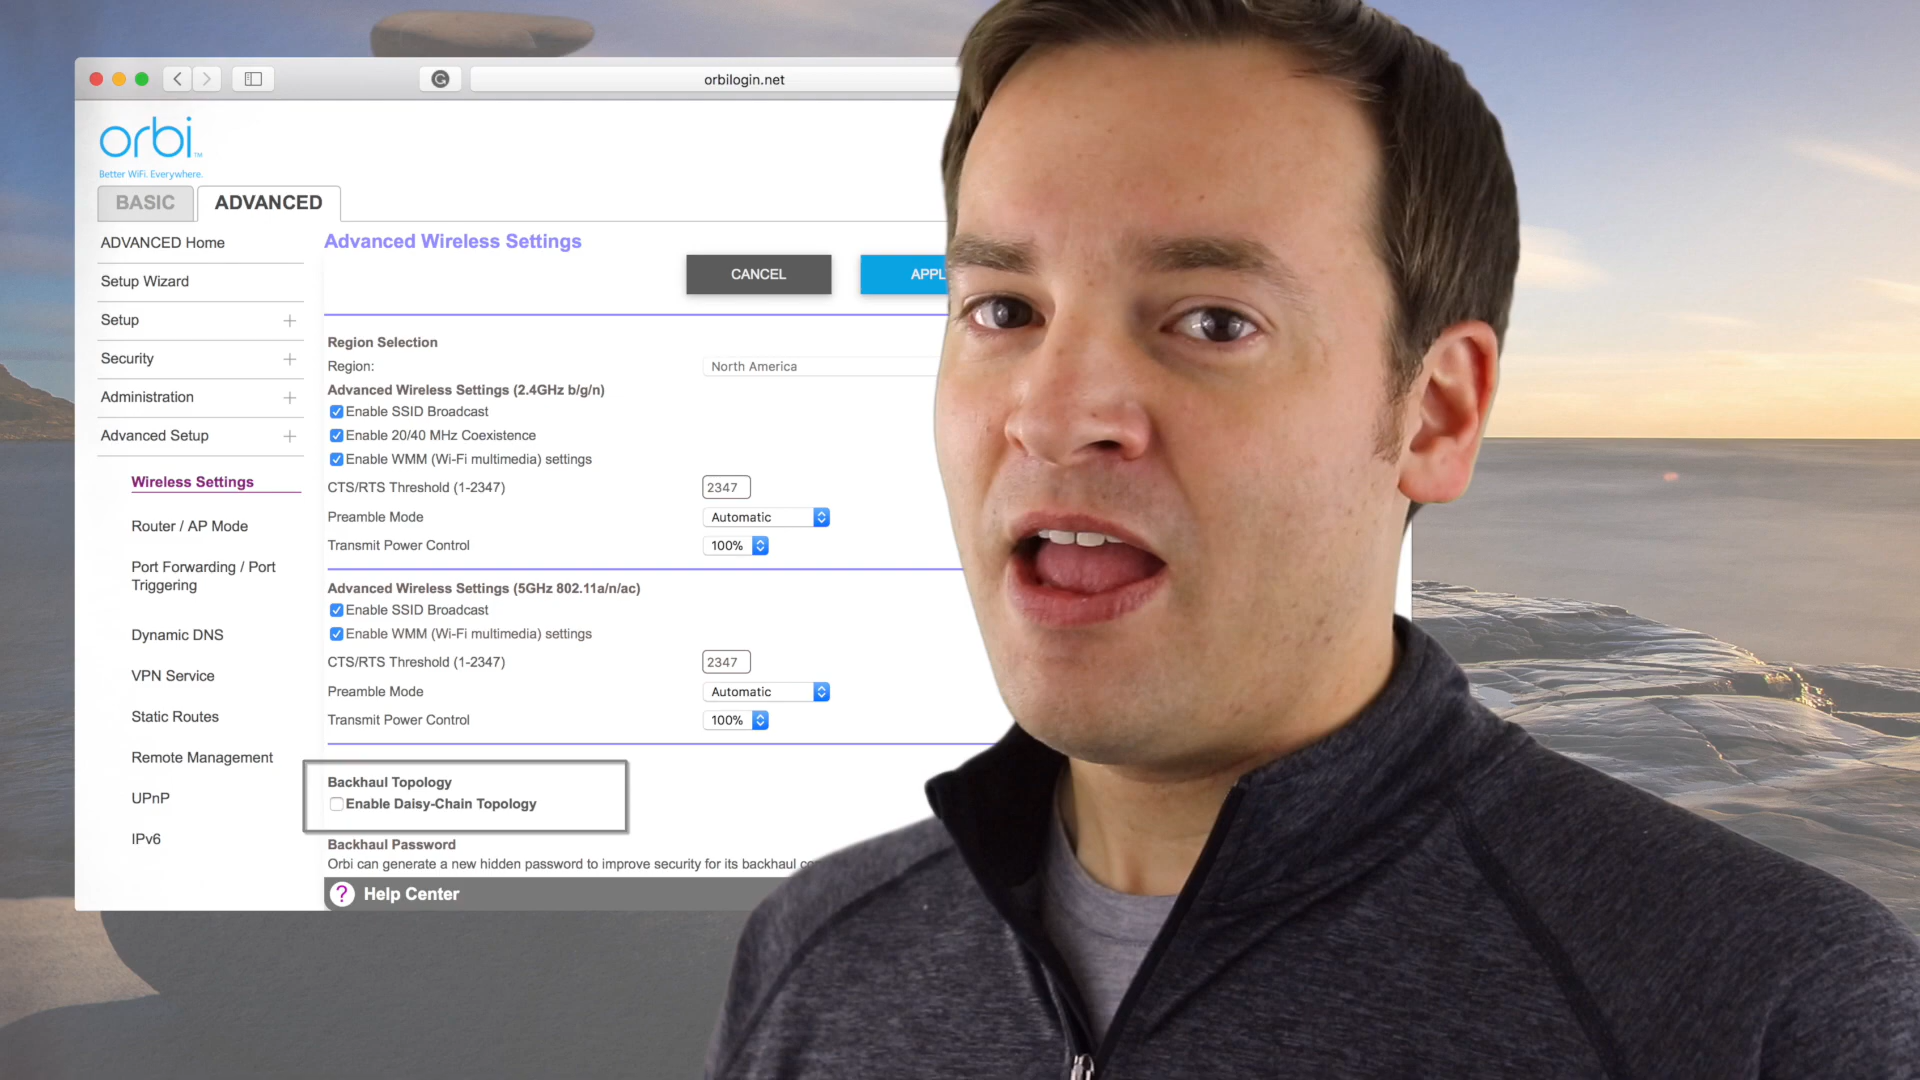 orbilogin.net
orbi™
Better WiFi. Everywhere.
BASIC
ADVANCED
ADVANCED Home
Setup Wizard
Setup
Security
Administration
Advanced Setup
Wireless Settings
Router / AP Mode
Port Forwarding / Port
Triggering
Dynamic DNS
VPN Service
Static Routes
Remote Management
UPnP
IPv6
Advanced Wireless Settings
CANCEL
APPL
Region Selection
Region: North America
Advanced Wireless Settings (2.4GHz b/g/n)
Enable SSID Broadcast
Enable 20/40 MHz Coexistence
Enable WMM (Wi-Fi multimedia) settings
CTS/RTS Threshold (1-2347) 2347
Preamble Mode Automatic
Transmit Power Control 100%
Advanced Wireless Settings (5GHz 802.11a/n/ac)
Enable SSID Broadcast
Enable WMM (Wi-Fi multimedia) settings
CTS/RTS Threshold (1-2347) 2347
Preamble Mode Automatic
Transmit Power Control 100%
Backhaul Topology
Enable Daisy-Chain Topology
Backhaul Password
Orbi can generate a new hidden password to improve security for its backhaul
? Help Center